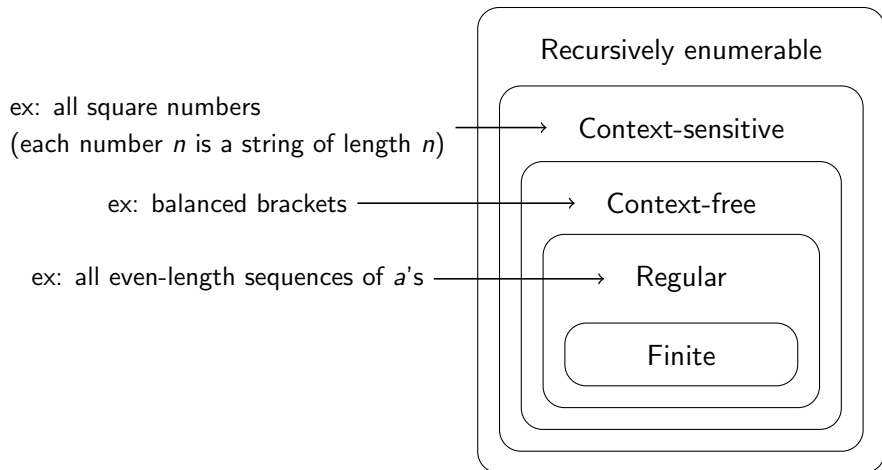 Recursively enumerable
ex: all square numbers
(each number n is a string of length n)
Context-sensitive
ex: balanced brackets
Context-free
ex: all even-length sequences of a's
Regular
Finite